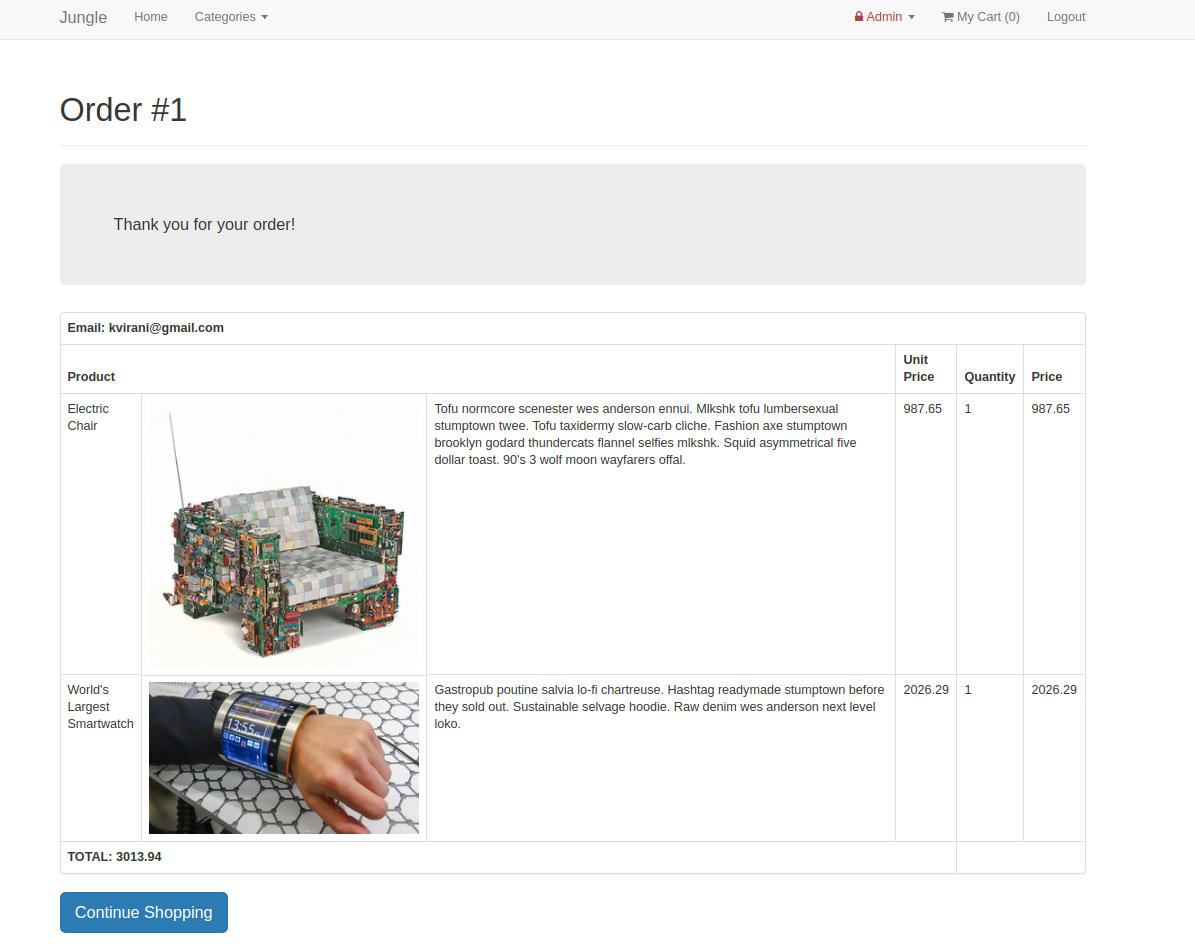 Jungle Home Categories Admin My Cart (0) Logout
Order #1
Thank you for your order!
Email: kvirani@gmail.com
Product Unit Price Quantity Price
Electric Chair
Tofu normcore scenester wes anderson ennui. Mlkshk tofu lumbersexual
stumptown twee. Tofu taxidermy slow-carb cliche. Fashion axe stumptown
brooklyn godard thundercats flannel selfies mlkshk. Squid asymmetrical five
dollar toast. 90's 3 wolf moon wayfarers offal.
987.65 1 987.65
World's
Largest
Smartwatch
13:55
Gastropub poutine salvia lo-fi chartreuse. Hashtag readymade stumptown before
they sold out. Sustainable selvage hoodie. Raw denim wes anderson next level
loko.
2026.29 1 2026.29
TOTAL: 3013.94
Continue Shopping